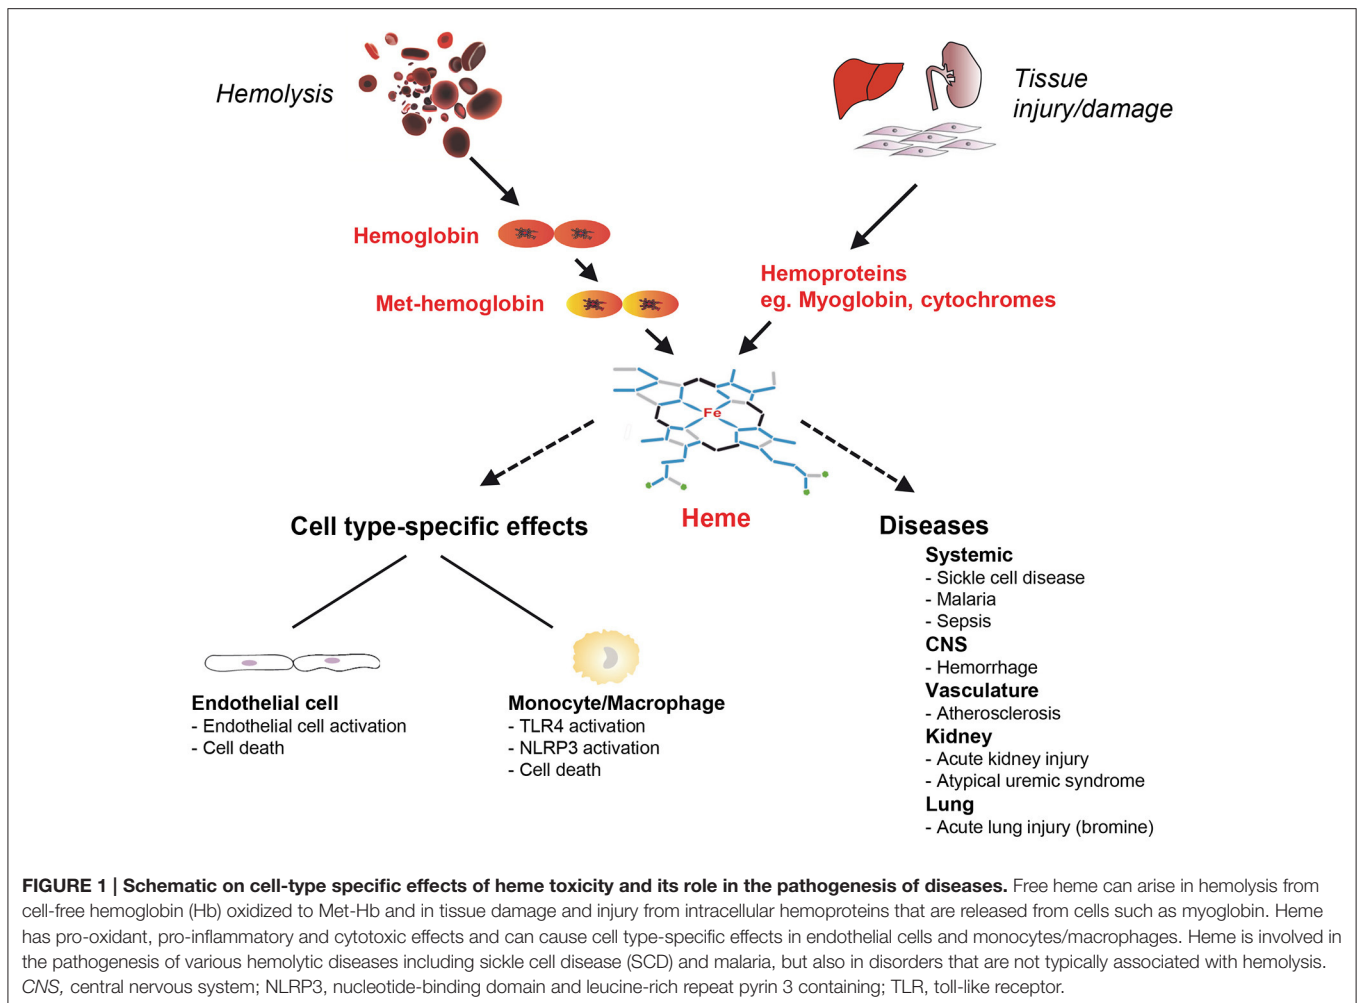 Hemolysis
Tissue
injury/damage
Hemoglobin
Met-hemoglobin
Hemoproteins
eg. Myoglobin, cytochromes
Fe
Heme
Cell type-specific effects
Endothelial cell
- Endothelial cell activation
- Cell death
Monocyte/Macrophage
- TLR4 activation
- NLRP3 activation
- Cell death
Diseases
Systemic
- Sickle cell disease
- Malaria
- Sepsis
CNS
- Hemorrhage
Vasculature
- Atherosclerosis
Kidney
- Acute kidney injury
- Atypical uremic syndrome
Lung
- Acute lung injury (bromine)
FIGURE 1 | Schematic on cell-type specific effects of heme toxicity and its role in the pathogenesis of diseases. Free heme can arise in hemolysis from
cell-free hemoglobin (Hb) oxidized to Met-Hb and in tissue damage and injury from intracellular hemoproteins that are released from cells such as myoglobin. Heme
has pro-oxidant, pro-inflammatory and cytotoxic effects and can cause cell type-specific effects in endothelial cells and monocytes/macrophages. Heme is involved in
the pathogenesis of various hemolytic diseases including sickle cell disease (SCD) and malaria, but also in disorders that are not typically associated with hemolysis.
CNS, central nervous system; NLRP3, nucleotide-binding domain and leucine-rich repeat pyrin 3 containing; TLR, toll-like receptor.